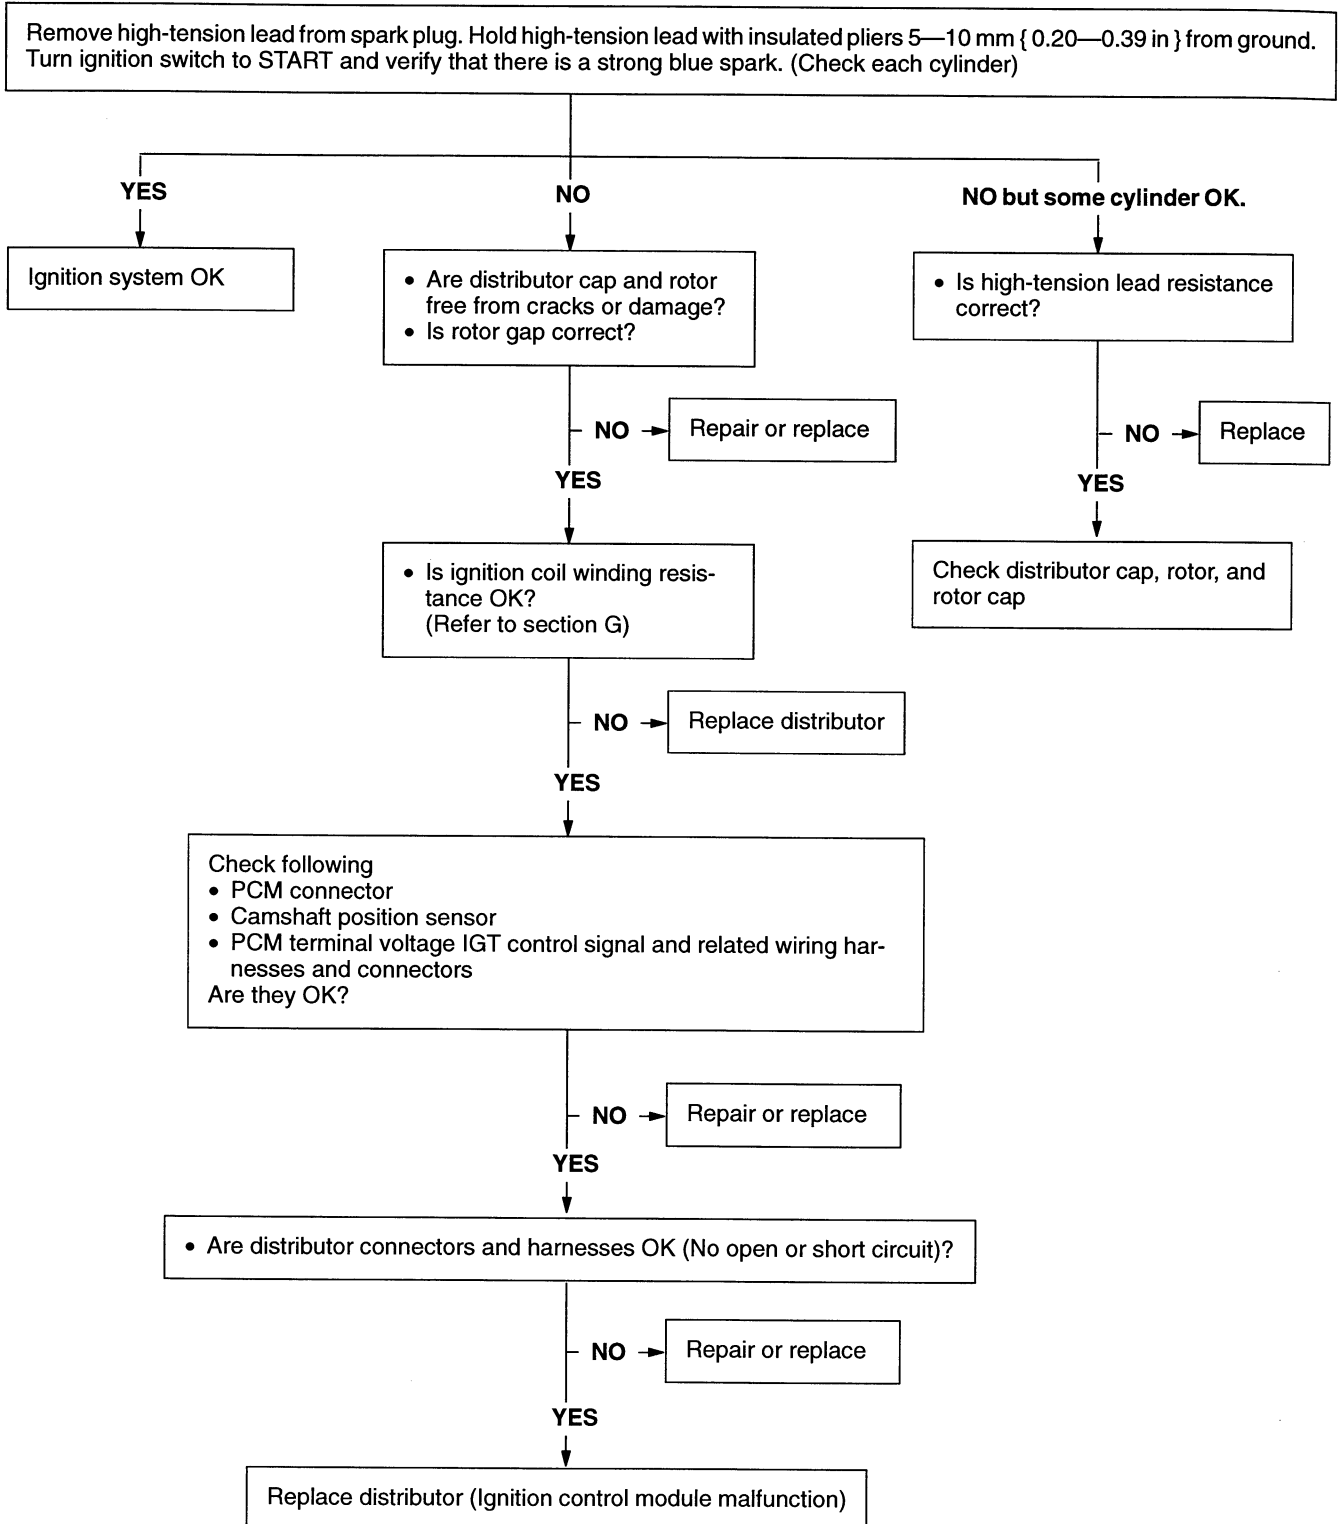 Remove high-tension lead from spark plug. Hold high-tension lead with insulated pliers 5—10 mm { 0.20—0.39 in } from ground.
Turn ignition switch to START and verify that there is a strong blue spark. (Check each cylinder)
YES
NO
NO but some cylinder OK.
Ignition system OK
• Are distributor cap and rotor
free from cracks or damage?
• Is rotor gap correct?
• Is high-tension lead resistance
correct?
NO
Repair or replace
NO
Replace
YES
YES
• Is ignition coil winding resis-
tance OK?
(Refer to section G)
Check distributor cap, rotor, and
rotor cap
NO
Replace distributor
YES
Check following
• PCM connector
• Camshaft position sensor
• PCM terminal voltage IGT control signal and related wiring har-
nesses and connectors
Are they OK?
NO
Repair or replace
YES
• Are distributor connectors and harnesses OK (No open or short circuit)?
NO
Repair or replace
YES
Replace distributor (Ignition control module malfunction)